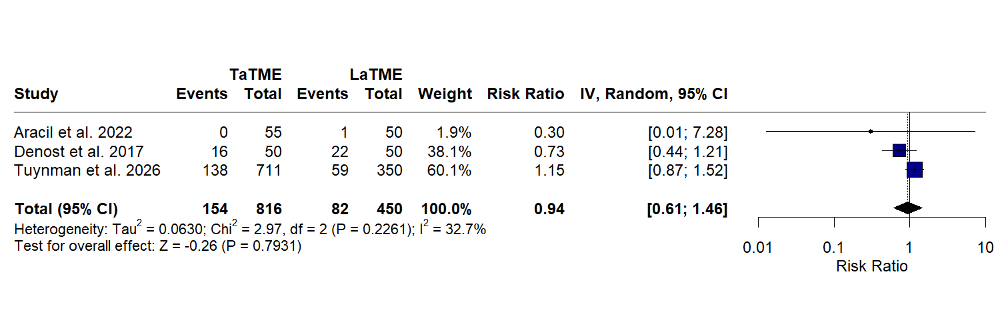 TaTME LaTME
Study Events Total Events Total Weight Risk Ratio IV, Random, 95% CI
Aracil et al. 2022 0 55 1 50 1.9% 0.30 [0.01; 7.28]
Denost et al. 2017 16 50 22 50 38.1% 0.73 [0.44; 1.21]
Tuynman et al. 2026 138 711 59 350 60.1% 1.15 [0.87; 1.52]
Total (95% CI) 154 816 82 450 100.0% 0.94 [0.61; 1.46]
Heterogeneity: Tau² = 0.0630; Chi² = 2.97, df = 2 (P = 0.2261); I² = 32.7%
Test for overall effect: Z = -0.26 (P = 0.7931)
0.01 0.1 1 10
Risk Ratio